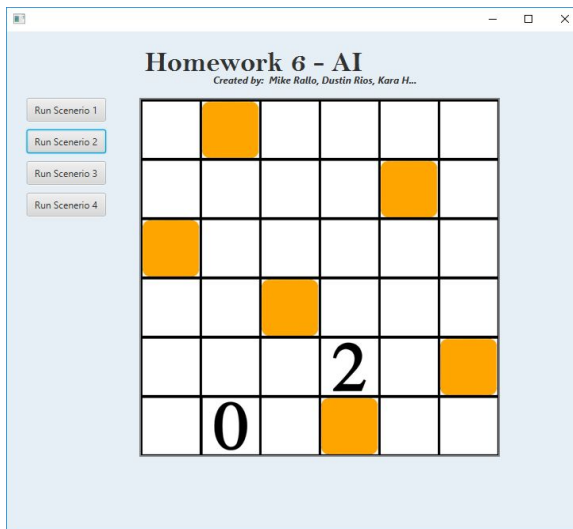 Homework 6 - AI
Created by: Mike Rallo, Dustin Rios, Kara H...
Run Scenerio 1
Run Scenerio 2
Run Scenerio 3
Run Scenerio 4
2
0